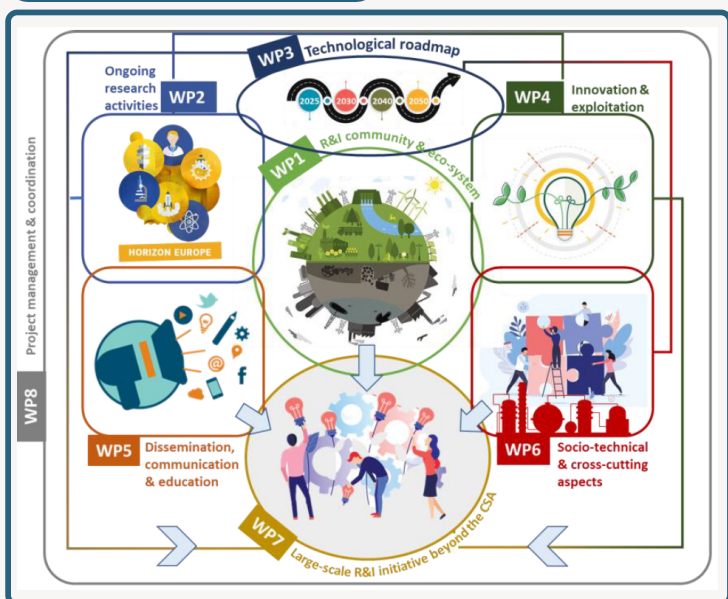 WP3 Technological roadmap
2025 2030 2040 2050
Ongoing
research
activities
WP2
WP4
Innovation &
exploitation
WP1 R&I community & eco-system
HORIZON EUROPE
WP8 Project management & coordination
WP5 Dissemination,
communication
& education
WP6 Socio-technical
& cross-cutting
aspects
WP7 Large-scale R&I initiative beyond the CSA